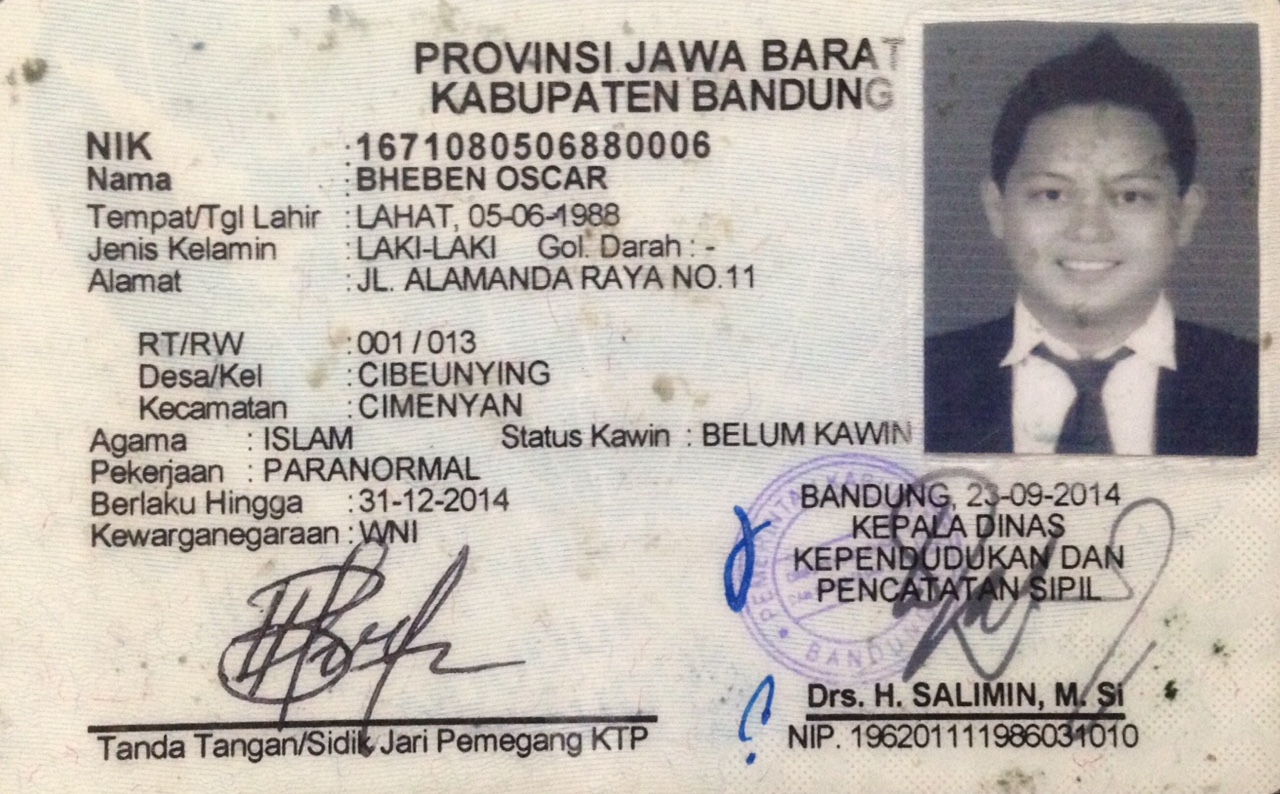 PROVINSI JAWA BARAT
KABUPATEN BANDUNG
NIK : 1671080506880006
Nama : BHEBEN OSCAR
Tempat/Tgl Lahir : LAHAT, 05-06-1988
Jenis Kelamin : LAKI-LAKI Gol. Darah : -
Alamat : JL. ALAMANDA RAYA NO.11
RT/RW : 001 / 013
Desa/Kel : CIBEUNYING
Kecamatan : CIMENYAN
Agama : ISLAM Status Kawin : BELUM KAWIN
Pekerjaan : PARANORMAL
Berlaku Hingga : 31-12-2014
Kewarganegaraan : WNI
BANDUNG, 23-09-2014
KEPALA DINAS
KEPENDUDUKAN DAN
PENCATATAN SIPIL
BANDUNG
Drs. H. SALIMIN, M. Si
NIP. 196201111986031010
Tanda Tangan/Sidik Jari Pemegang KTP